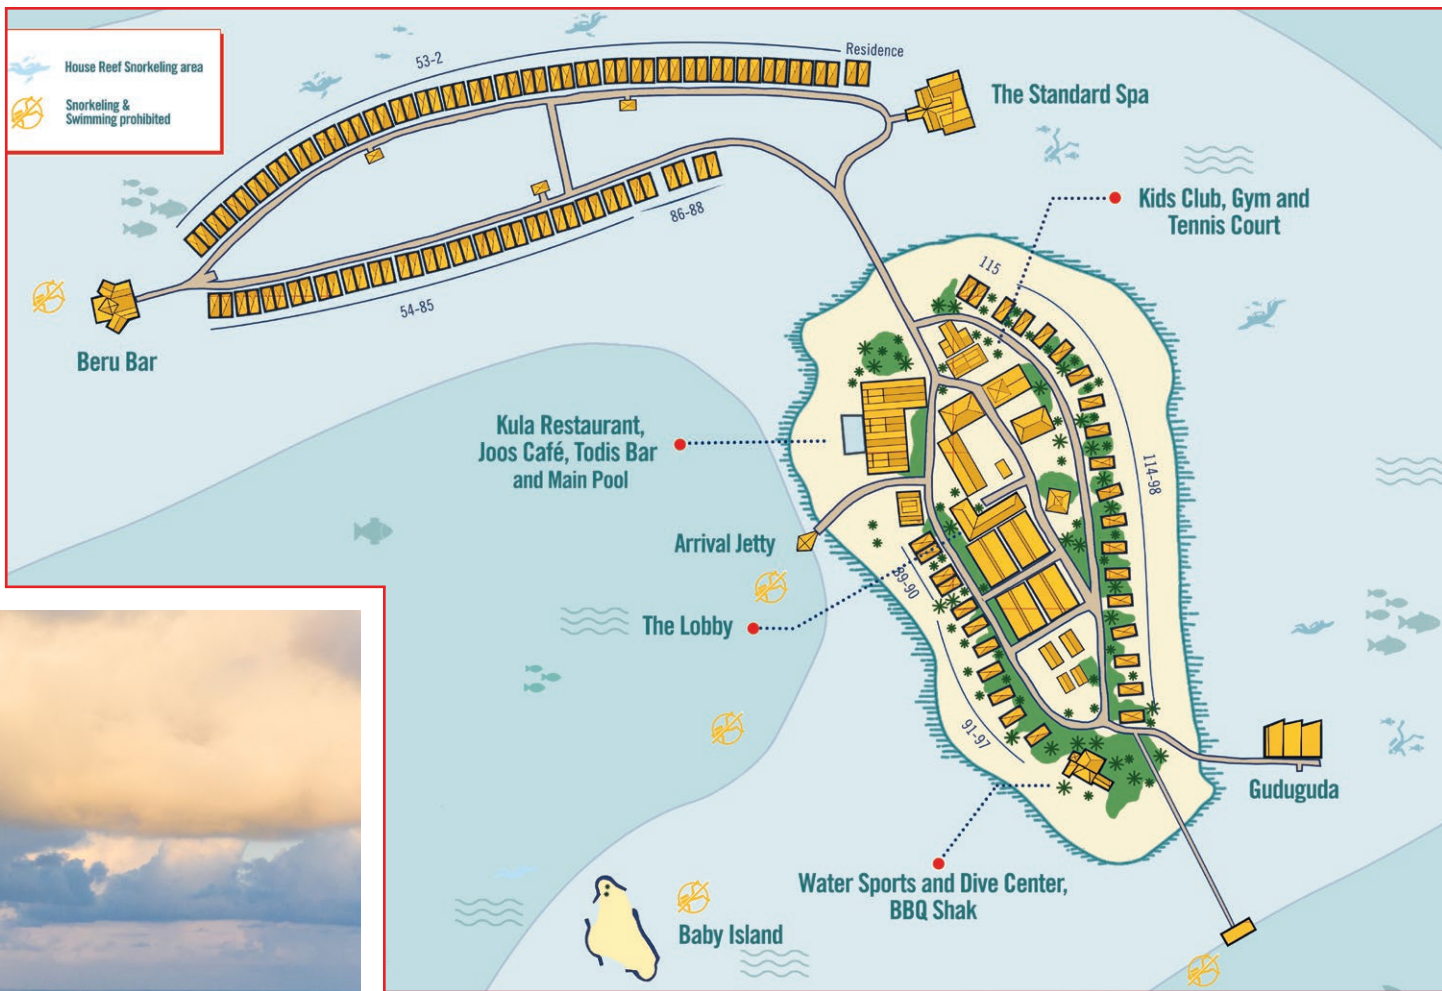 House Reef Snorkeling area
Snorkeling &
Swimming prohibited
53-2
Residence
The Standard Spa
Kids Club, Gym and
Tennis Court
86-88
54-85
Beru Bar
115
114-98
Kula Restaurant,
Joos Café, Todis Bar
and Main Pool
Arrival Jetty
89-90
The Lobby
91-97
Guduguda
Water Sports and Dive Center,
BBQ Shak
Baby Island